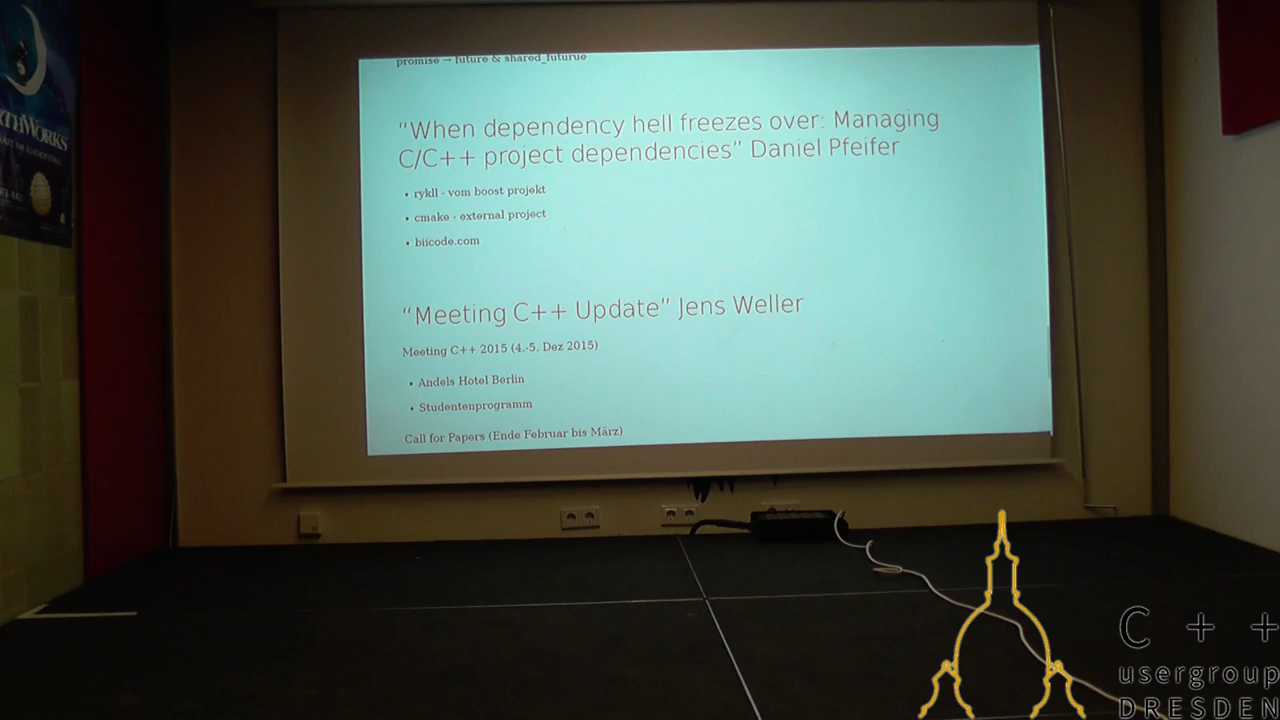 promise → future & shared_futurue
“When dependency hell freezes over: Managing
C/C++ project dependencies” Daniel Pfeifer
• rykll - vom boost projekt
• cmake - external project
• biicode.com
“Meeting C++ Update” Jens Weller
Meeting C++ 2015 (4.-5. Dez 2015)
• Andels Hotel Berlin
• Studentenprogramm
Call for Papers (Ende Februar bis März)
C++
usergroup
DRESDEN